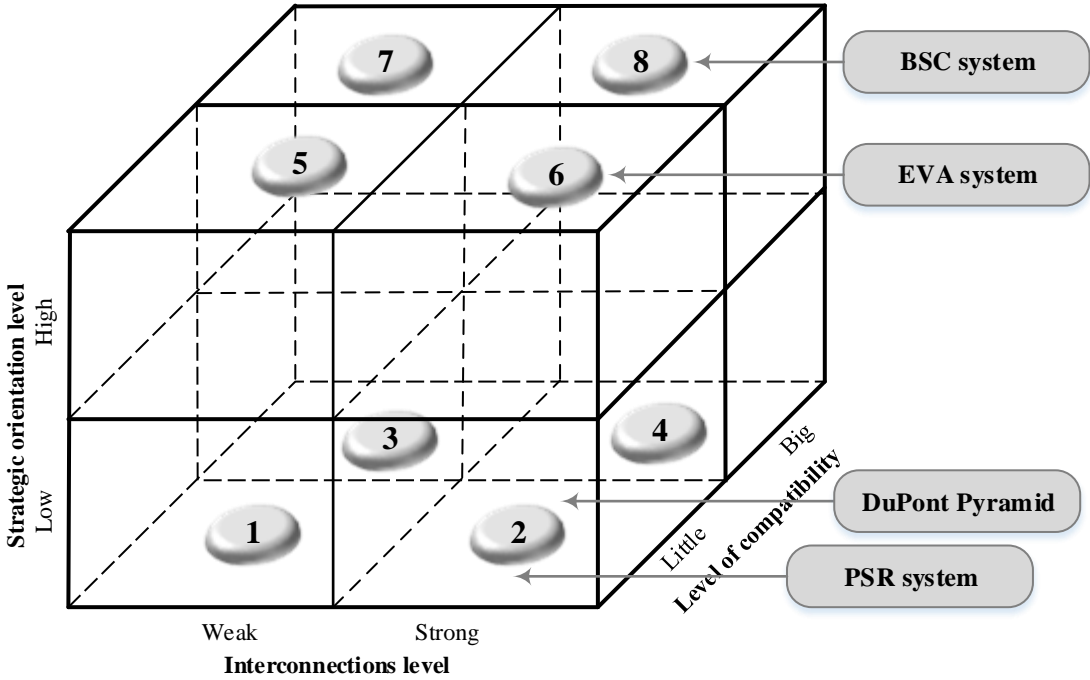 7
8
BSC system
5
6
EVA system
Strategic orientation level
High
Low
3
4
Big
Little
Level of compatibility
1
2
DuPont Pyramid
PSR system
Weak
Strong
Interconnections level